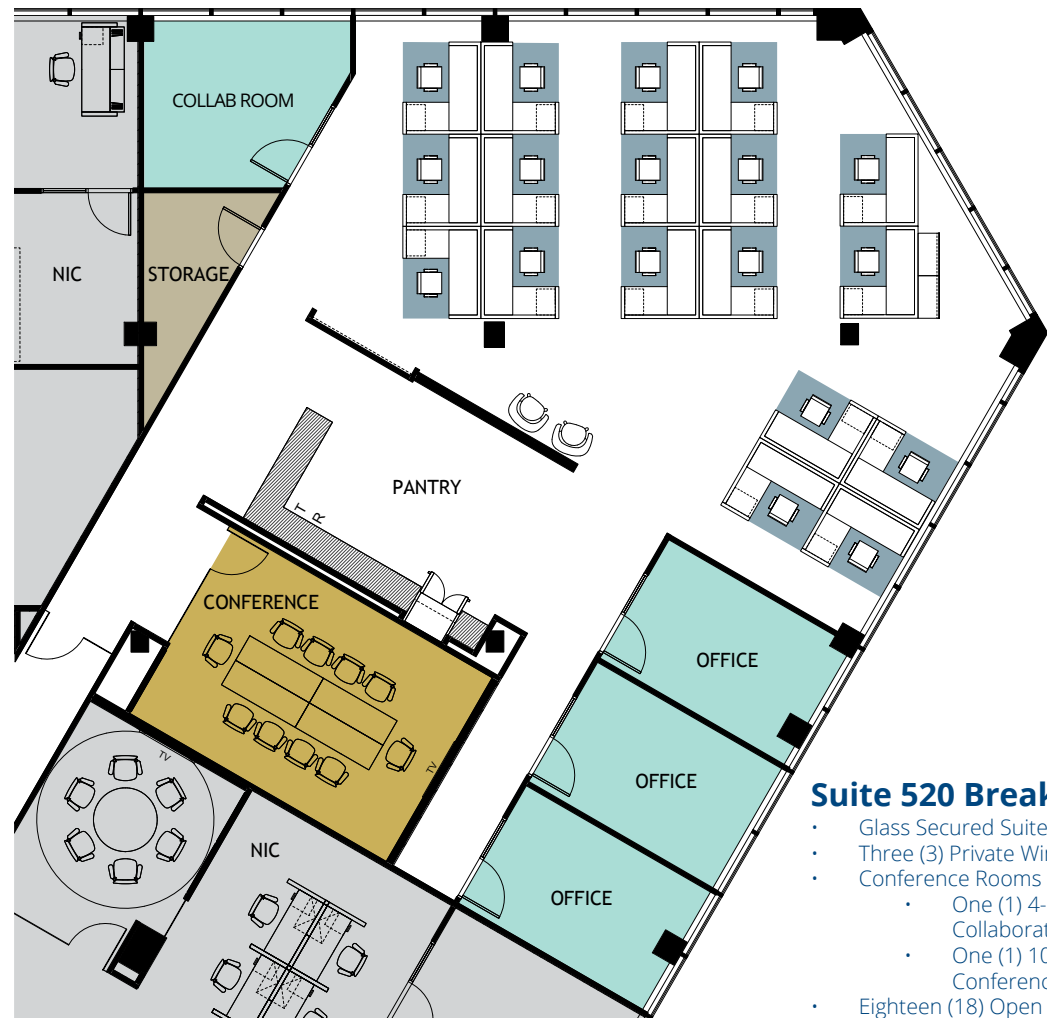 COLLAB ROOM
NIC
STORAGE
PANTRY
T
R
CONFERENCE
OFFICE
TV
TV
OFFICE
NIC
OFFICE
Suite 520 Break
• Glass Secured Suite
• Three (3) Private Wi
• Conference Rooms
• One (1) 4-
Collaborat
• One (1) 10
Conferenc
• Eighteen (18) Open